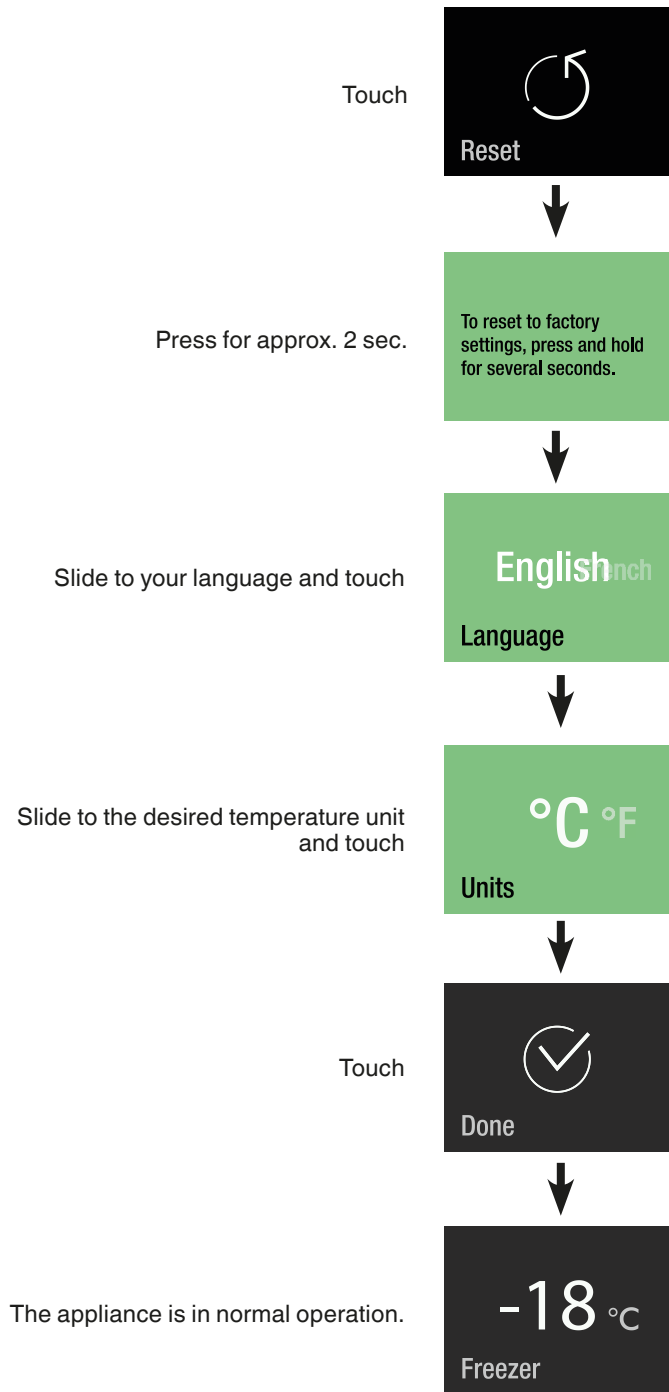 Touch
Reset
Press for approx. 2 sec.
To reset to factory
settings, press and hold
for several seconds.
Slide to your language and touch
English French
Language
Slide to the desired temperature unit
and touch
°C °F
Units
Touch
Done
The appliance is in normal operation.
-18 °C
Freezer